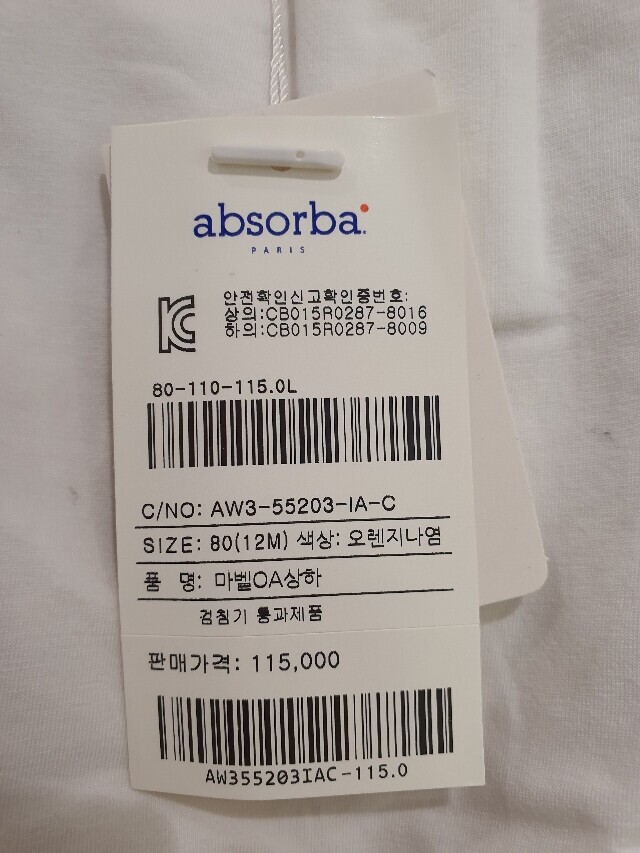 absorba
PARIS
안전확인신고확인증번호:
상의:CB015R0287-8016
하의:CB015R0287-8009
80-110-115.0L
C/NO: AW3-55203-IA-C
SIZE: 80(12M) 색상: 오렌지나염
품 명: 마벨OA상하
검침기 통과제품
판매가격: 115,000
AW355203IAC-115.0